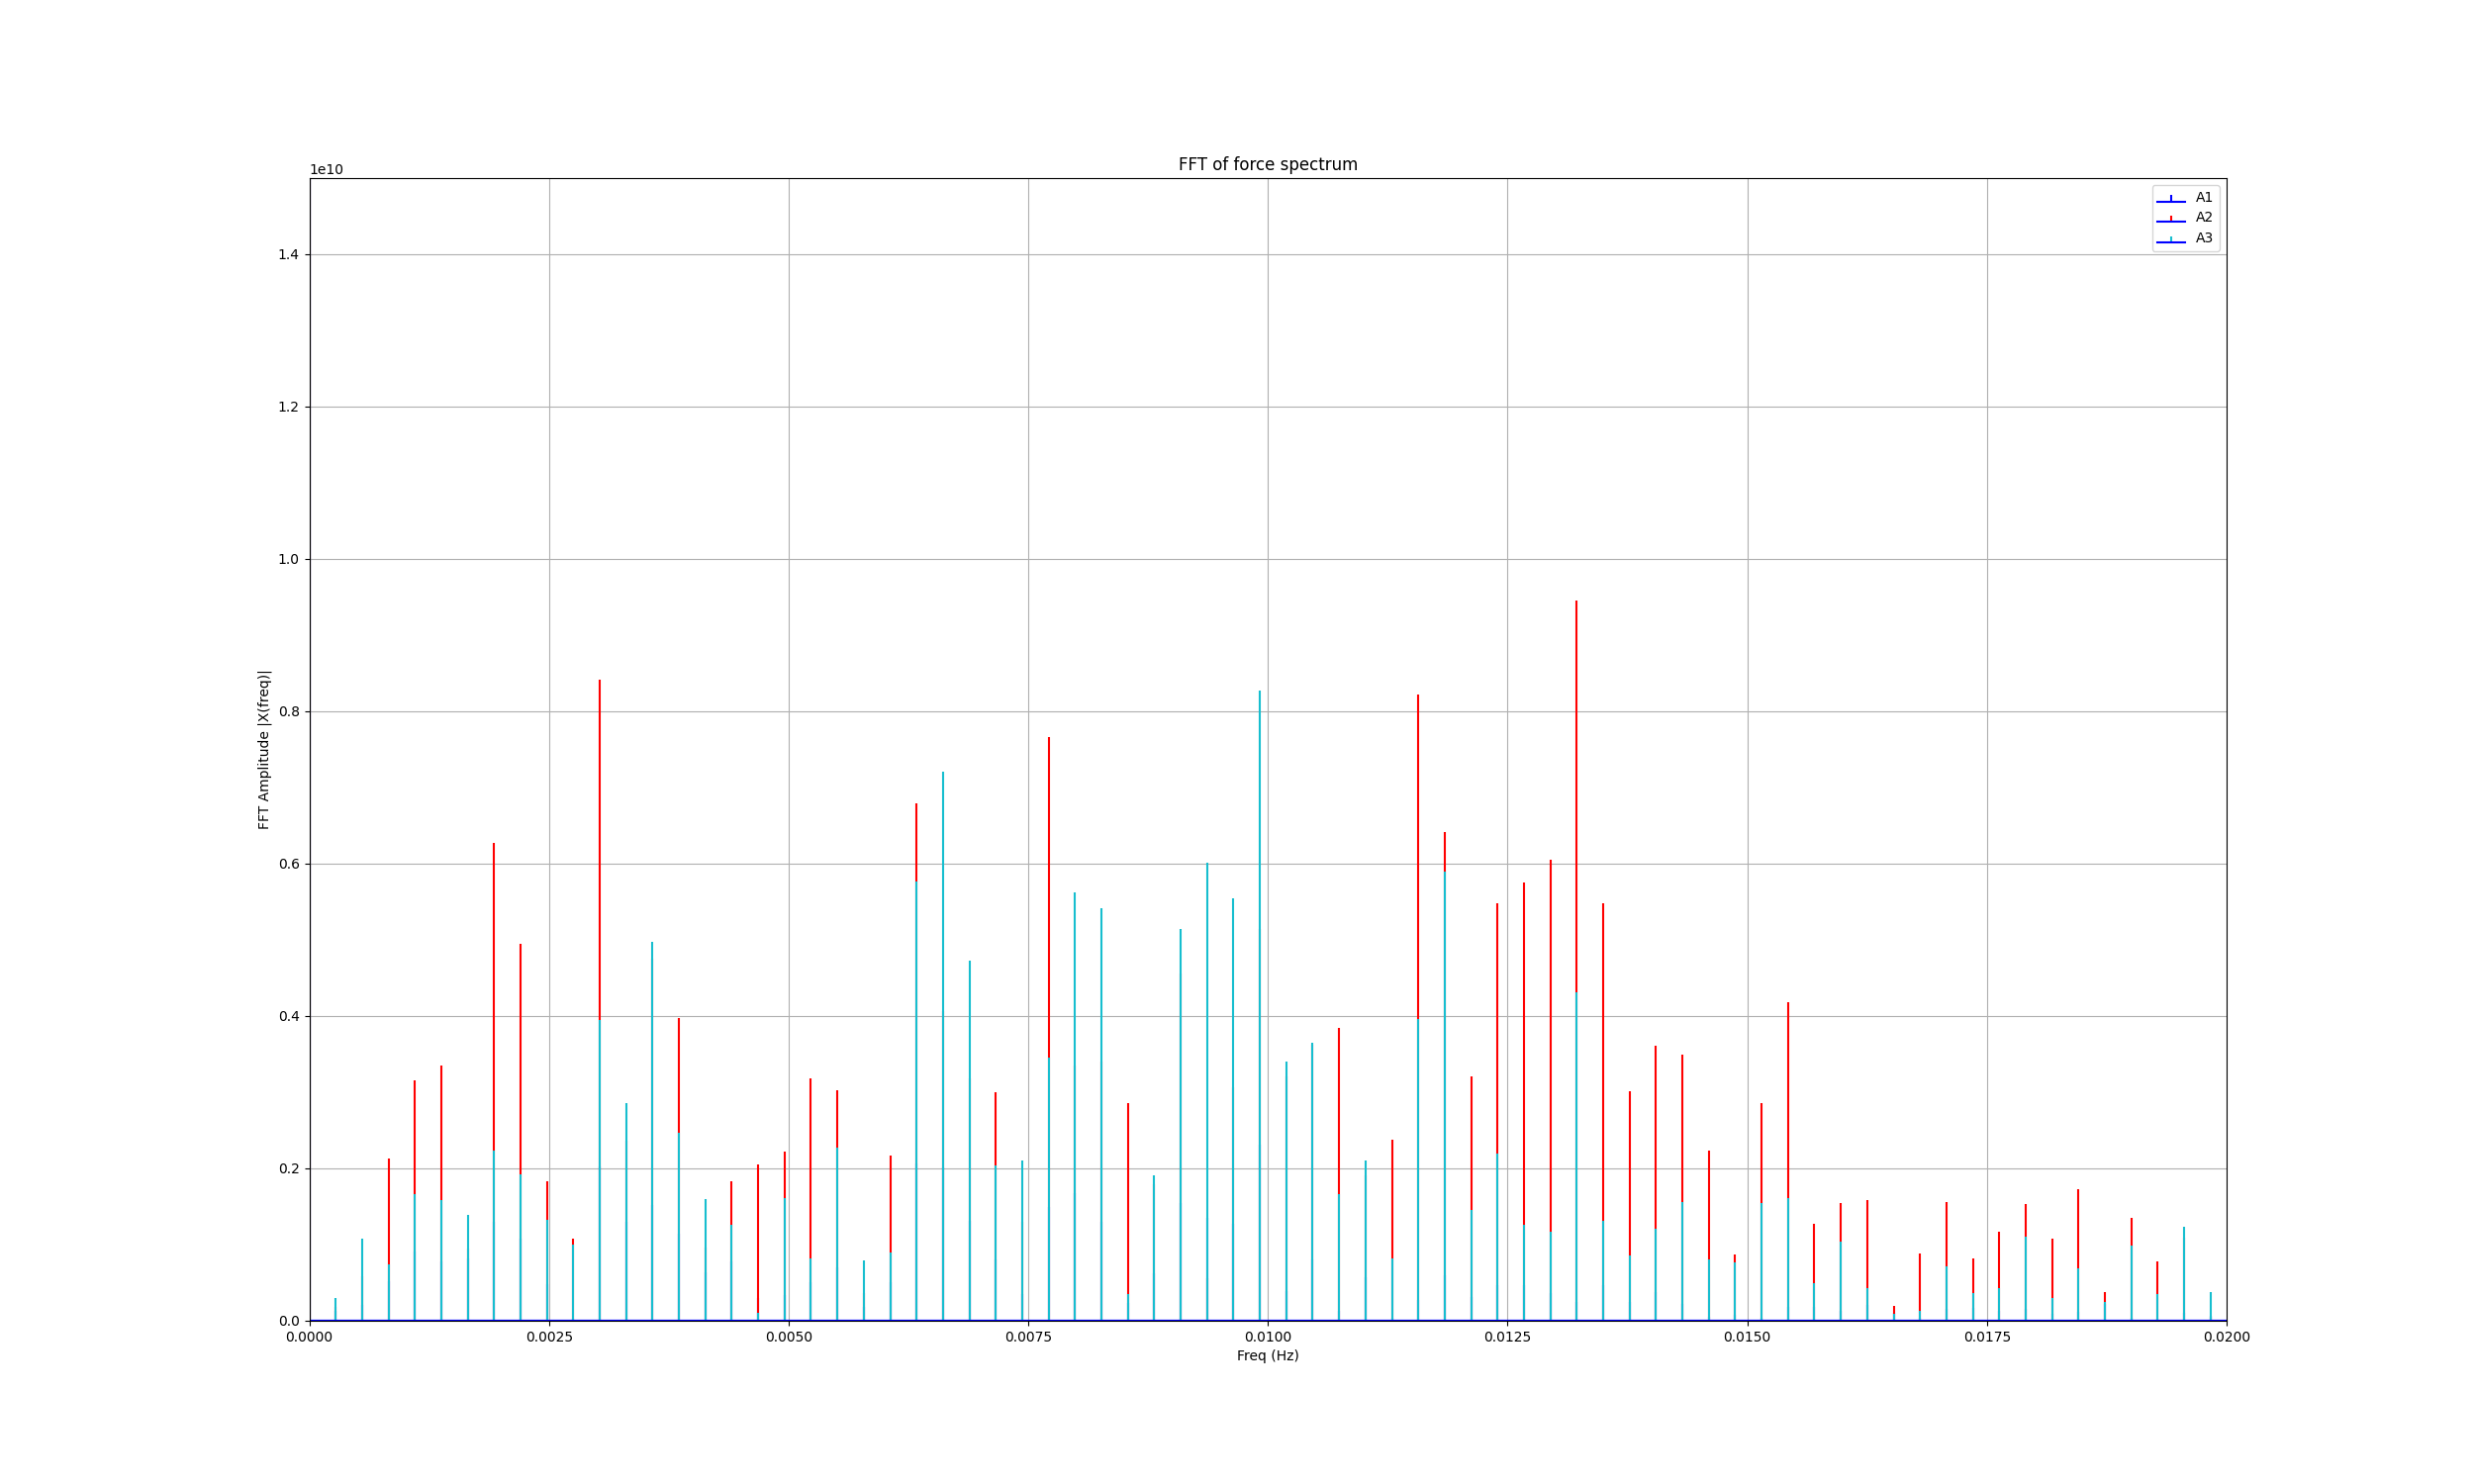 FFT of force spectrum
1e10
A1
A2
A3
1.4
1.2
1.0
0.8
0.6
0.4
0.2
0.0
FFT Amplitude |X(freq)|
0.0000 0.0025 0.0050 0.0075 0.0100 0.0125 0.0150 0.0175 0.0200
Freq (Hz)